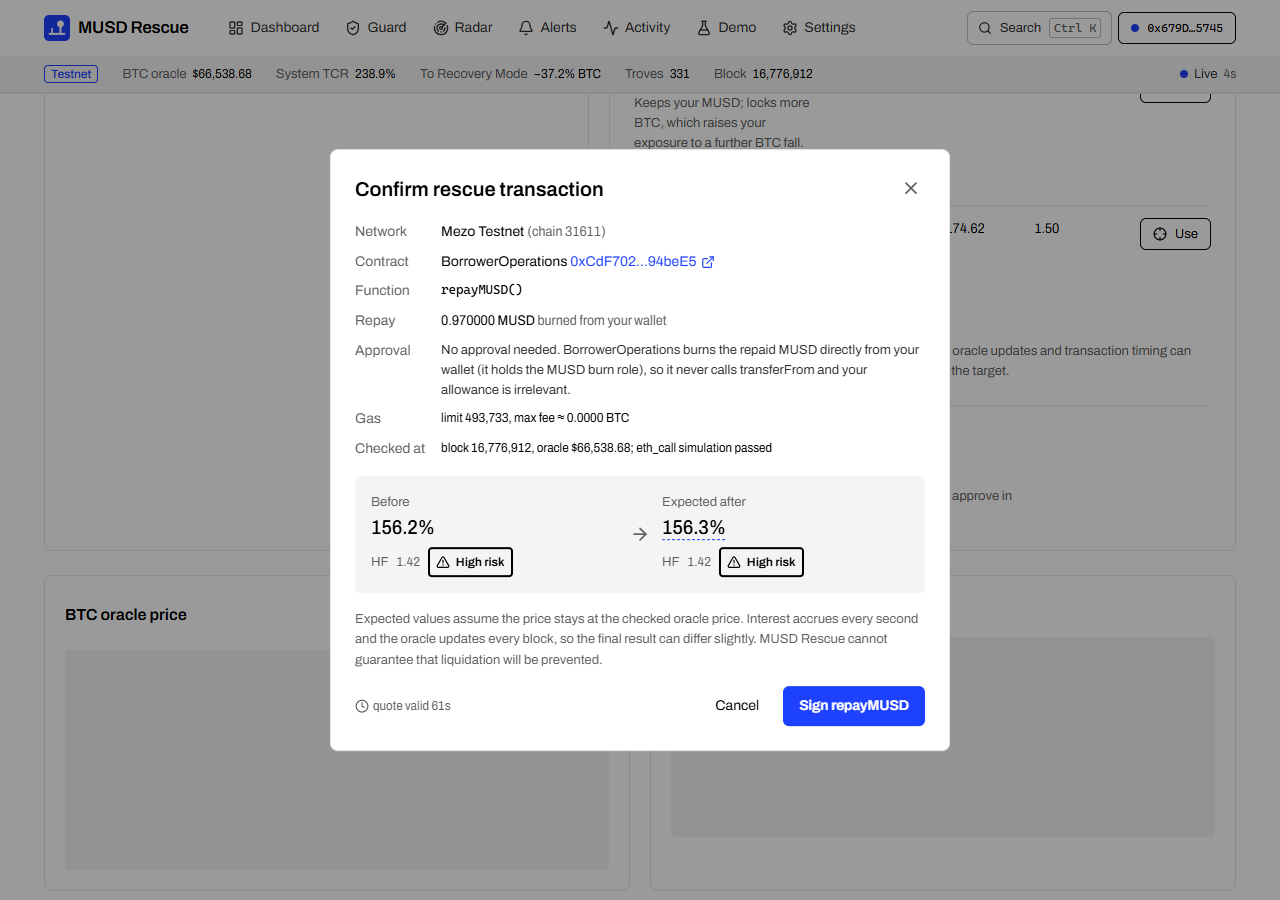 MUSD Rescue Dashboard Guard Radar Alerts Activity Demo Settings Search Ctrl K 0x679D…5745
Testnet BTC oracle $66,538.68 System TCR 238.9% To Recovery Mode −37.2% BTC Troves 331 Block 16,776,912 Live 4s
Keeps your MUSD; locks more
BTC, which raises your
exposure to a further BTC fall.
74.62 1.50 Use
oracle updates and transaction timing can
the target.
approve in
Confirm rescue transaction
Network Mezo Testnet (chain 31611)
Contract BorrowerOperations 0xCdF702…94beE5
Function repayMUSD()
Repay 0.970000 MUSD burned from your wallet
Approval No approval needed. BorrowerOperations burns the repaid MUSD directly from your
wallet (it holds the MUSD burn role), so it never calls transferFrom and your
allowance is irrelevant.
Gas limit 493,733, max fee ≈ 0.0000 BTC
Checked at block 16,776,912, oracle $66,538.68; eth_call simulation passed
Before Expected after
156.2% 156.3%
HF 1.42 High risk HF 1.42 High risk
Expected values assume the price stays at the checked oracle price. Interest accrues every second
and the oracle updates every block, so the final result can differ slightly. MUSD Rescue cannot
guarantee that liquidation will be prevented.
quote valid 61s Cancel Sign repayMUSD
BTC oracle price